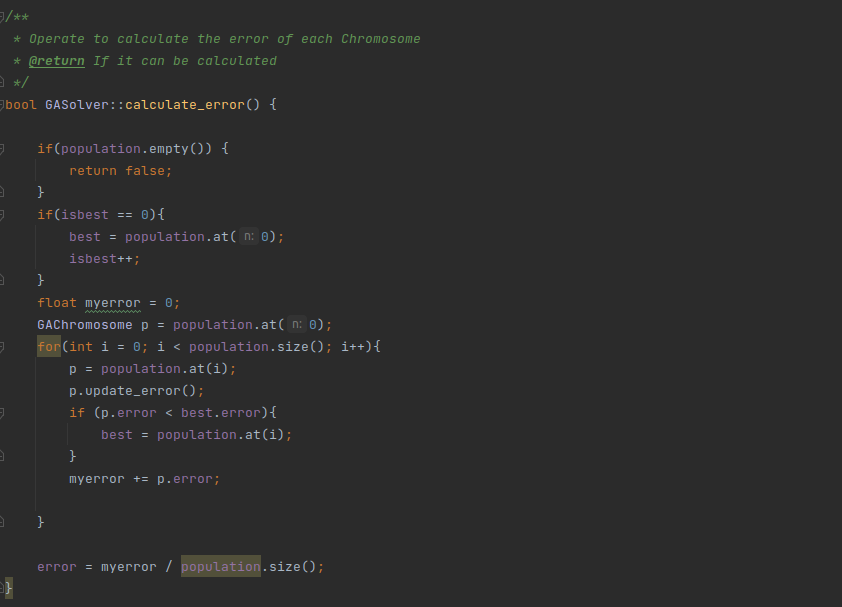 /**
 * Operate to calculate the error of each Chromosome
 * @return If it can be calculated
 */
bool GASolver::calculate_error() {
    if(population.empty()) {
        return false;
    }
    if(isbest == 0){
        best = population.at( n: 0);
        isbest++;
    }
    float myerror = 0;
    GAChromosome p = population.at( n: 0);
    for(int i = 0; i < population.size(); i++){
        p = population.at(i);
        p.update_error();
        if (p.error < best.error){
            best = population.at(i);
        }
        myerror += p.error;
    }
    error = myerror / population.size();
}